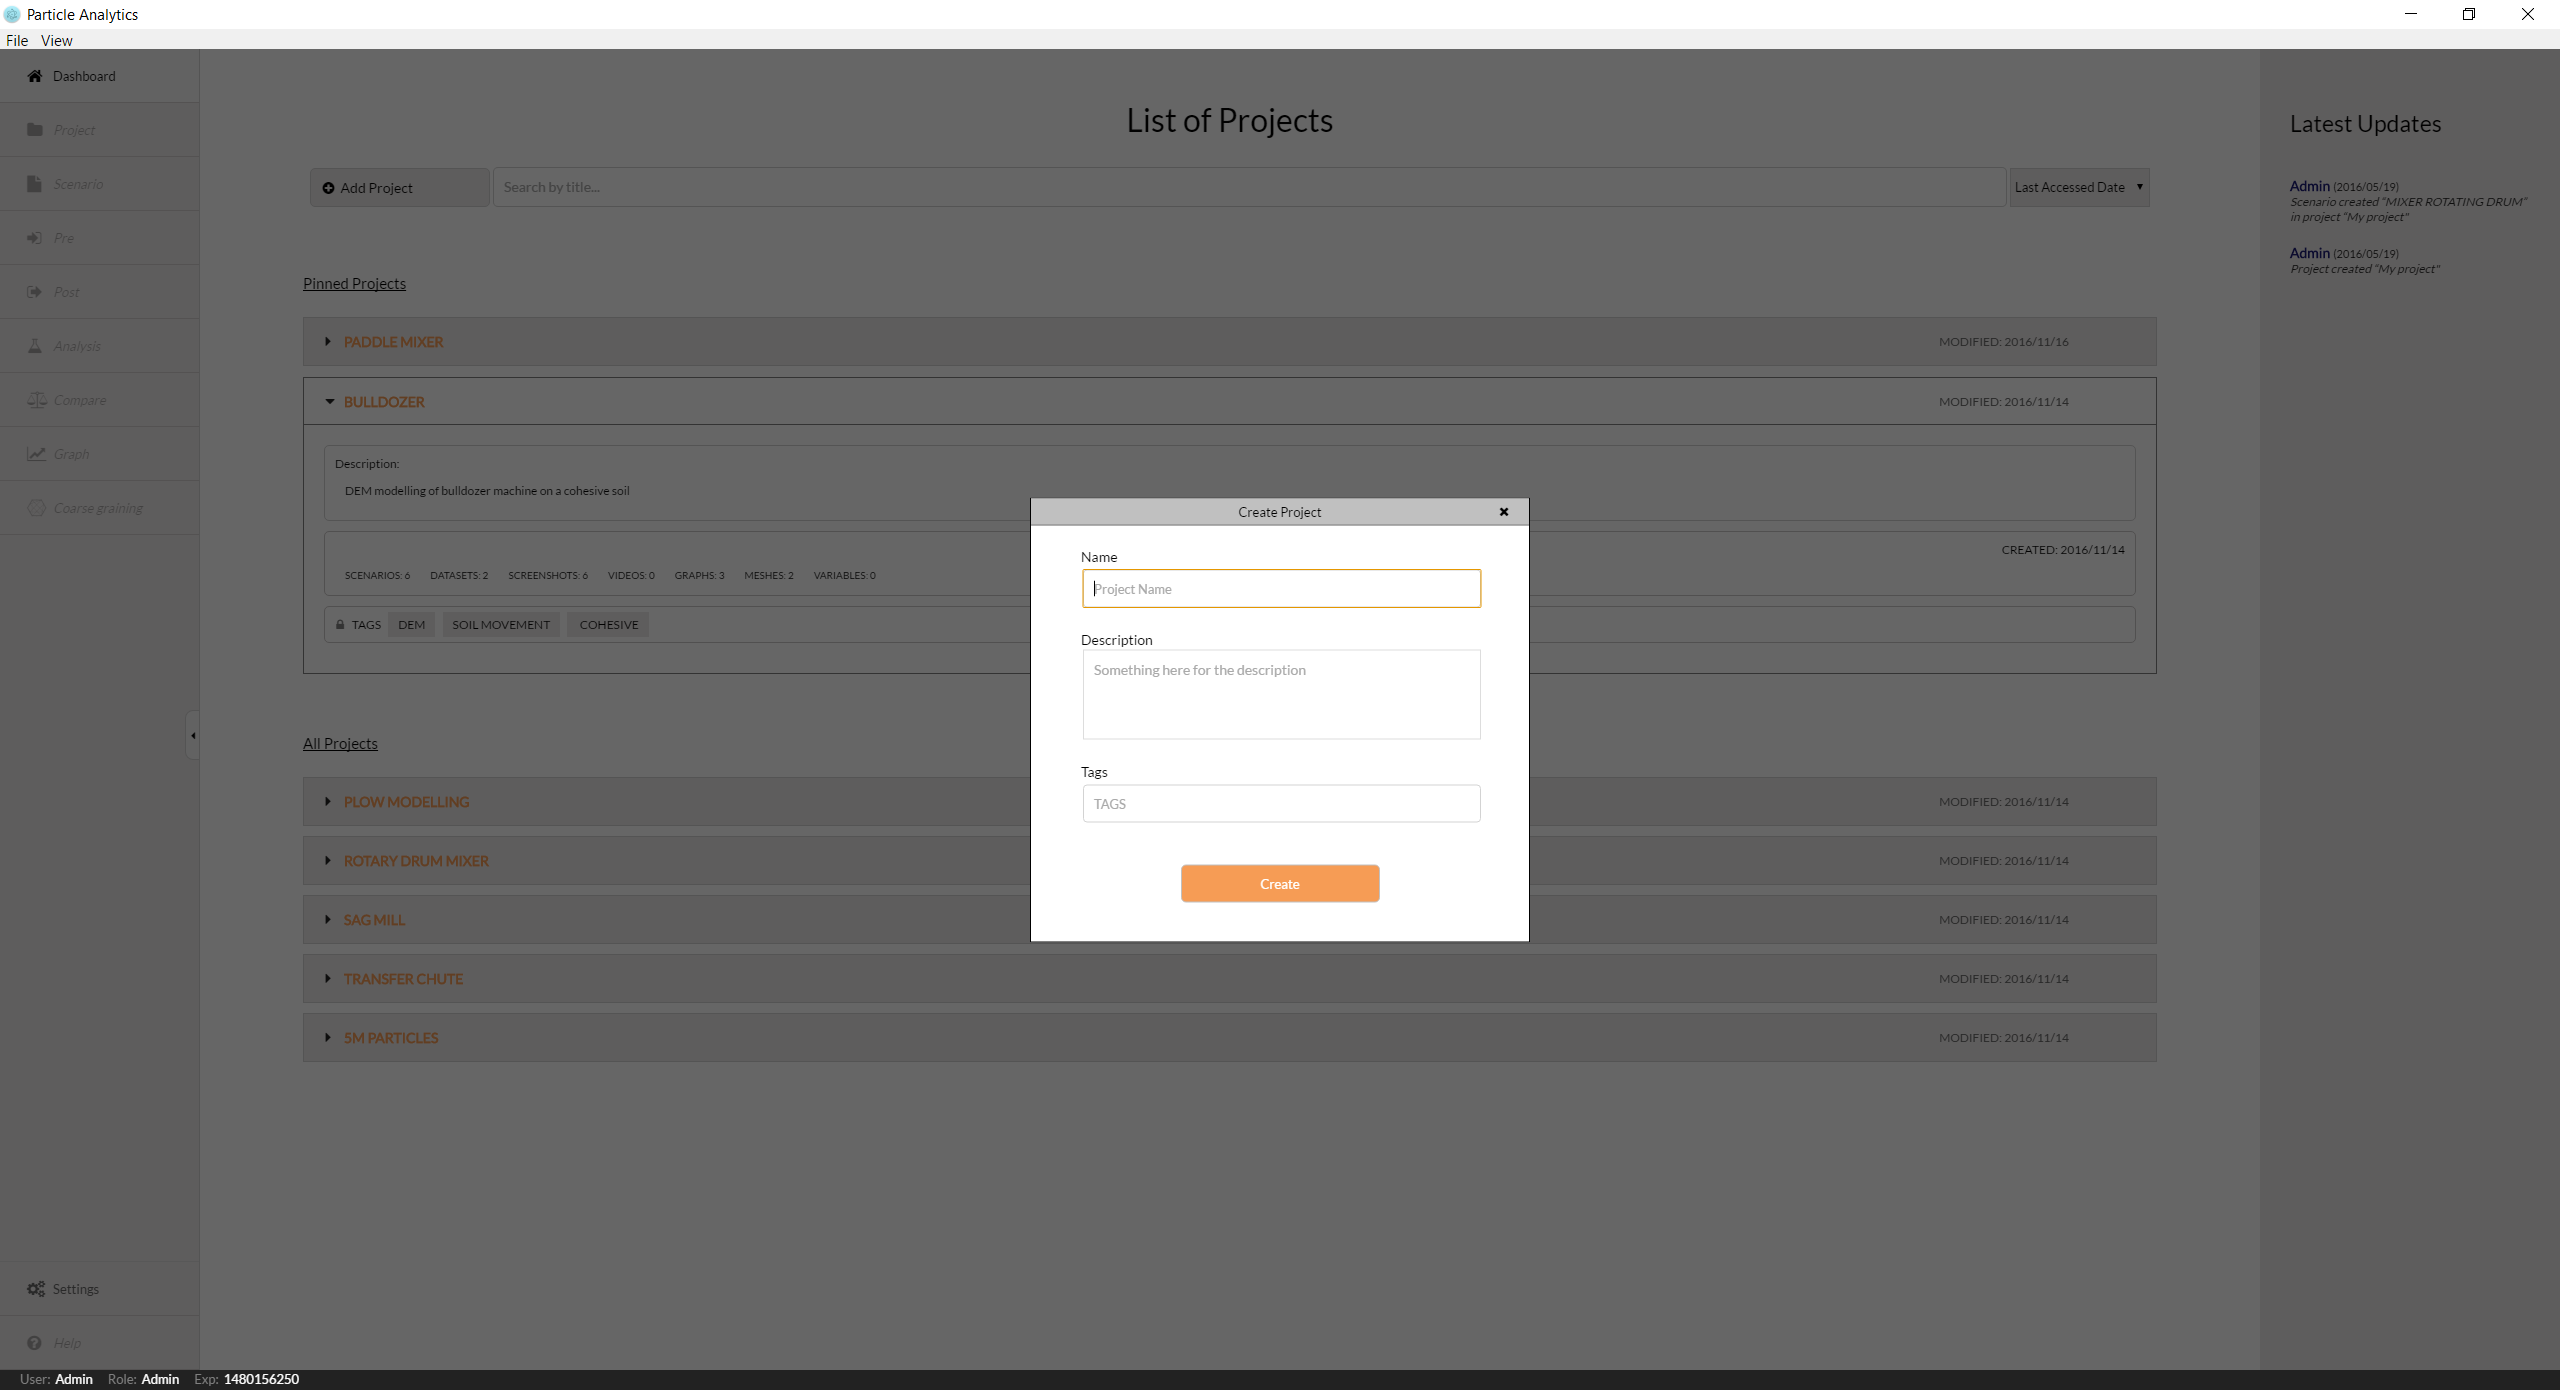 Particle Analytics
File View
Dashboard
Project
Scenario
Pre
Post
Analysis
Compare
Graph
Coarse graining
Settings
Help
List of Projects
Add Project
Search by title...
Last Accessed Date
Pinned Projects
PADDLE MIXER MODIFIED: 2016/11/16
BULLDOZER MODIFIED: 2016/11/14
Description:
DEM modelling of bulldozer machine on a cohesive soil
CREATED: 2016/11/14
SCENARIOS: 6 DATASETS: 2 SCREENSHOTS: 6 VIDEOS: 0 GRAPHS: 3 MESHES: 2 VARIABLES: 0
TAGS DEM SOIL MOVEMENT COHESIVE
All Projects
PLOW MODELLING MODIFIED: 2016/11/14
ROTARY DRUM MIXER MODIFIED: 2016/11/14
SAG MILL MODIFIED: 2016/11/14
TRANSFER CHUTE MODIFIED: 2016/11/14
5M PARTICLES MODIFIED: 2016/11/14
Create Project
Name
Project Name
Description
Something here for the description
Tags
TAGS
Create
Latest Updates
Admin (2016/05/19)
Scenario created "MIXER ROTATING DRUM"
in project "My project"
Admin (2016/05/19)
Project created "My project"
User: Admin Role: Admin Exp: 1480156250